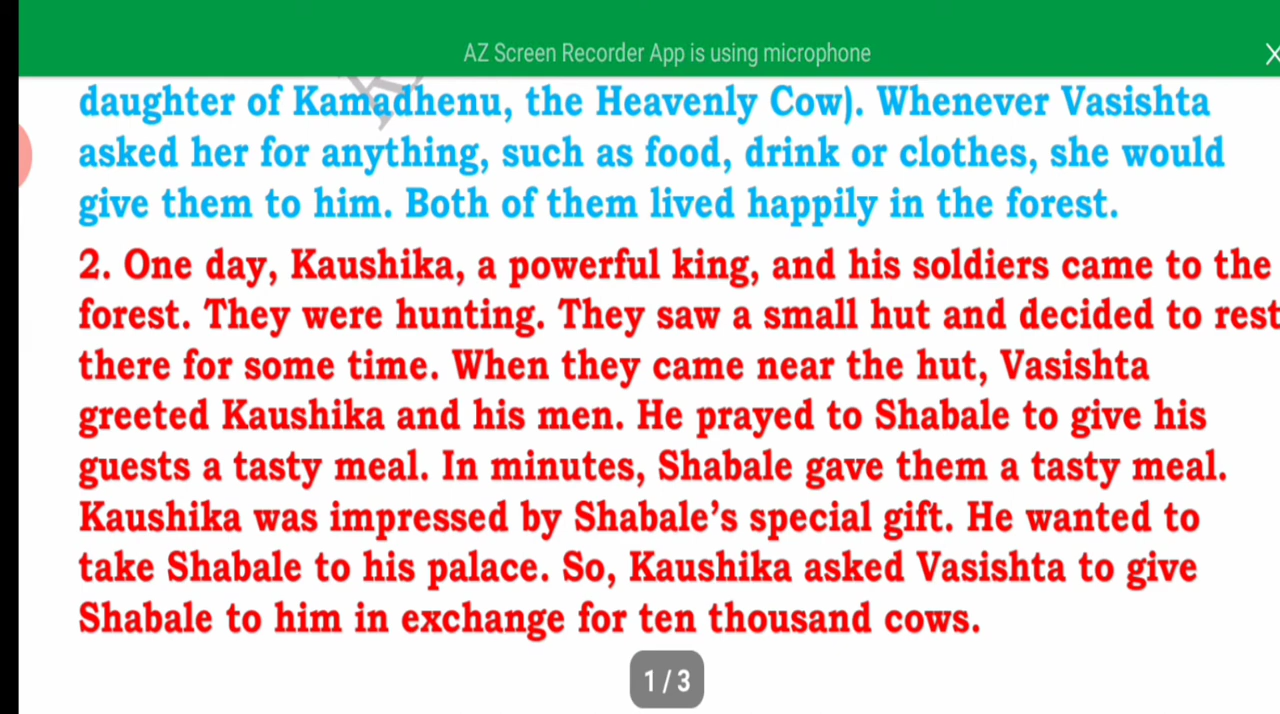 AZ Screen Recorder App is using microphone
daughter of Kamadhenu, the Heavenly Cow). Whenever Vasishta
asked her for anything, such as food, drink or clothes, she would
give them to him. Both of them lived happily in the forest.
2. One day, Kaushika, a powerful king, and his soldiers came to the
forest. They were hunting. They saw a small hut and decided to rest
there for some time. When they came near the hut, Vasishta
greeted Kaushika and his men. He prayed to Shabale to give his
guests a tasty meal. In minutes, Shabale gave them a tasty meal.
Kaushika was impressed by Shabale's special gift. He wanted to
take Shabale to his palace. So, Kaushika asked Vasishta to give
Shabale to him in exchange for ten thousand cows.
1 / 3